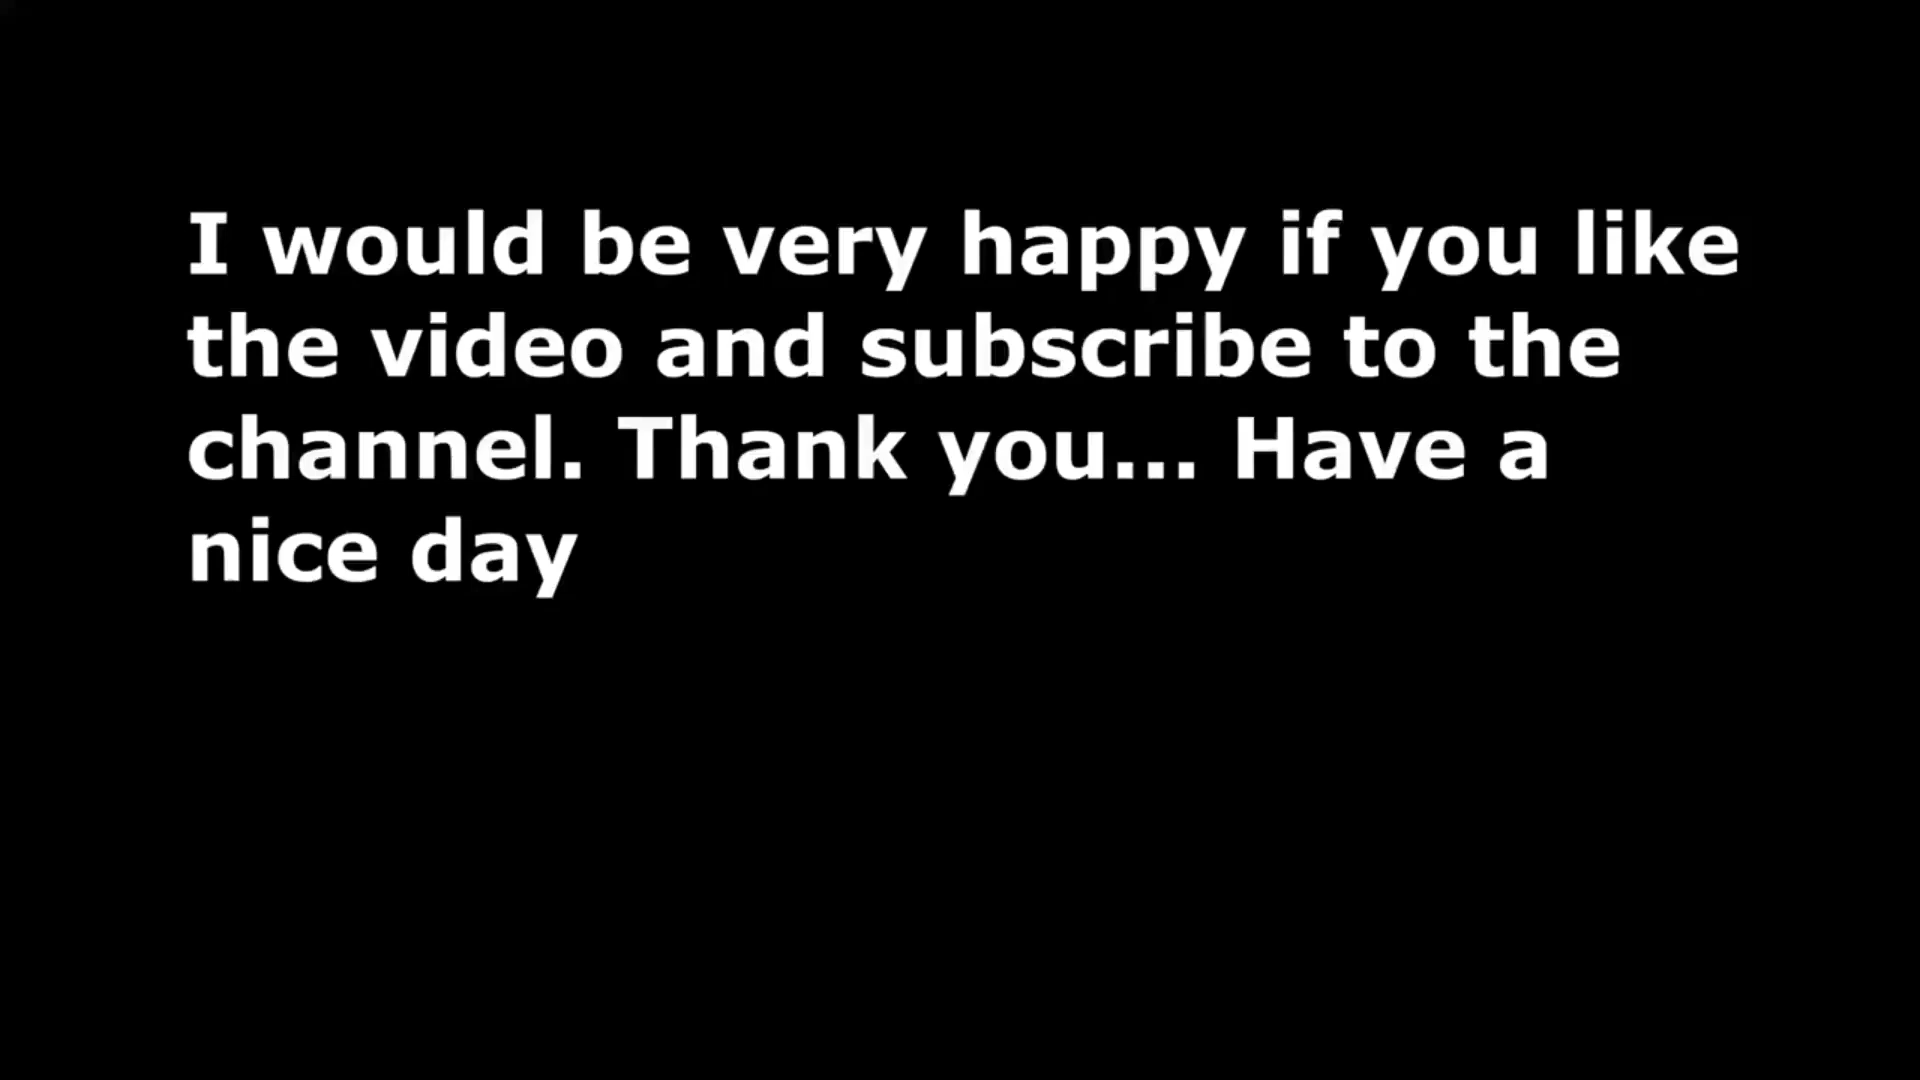 I would be very happy if you like
the video and subscribe to the
channel. Thank you... Have a
nice day